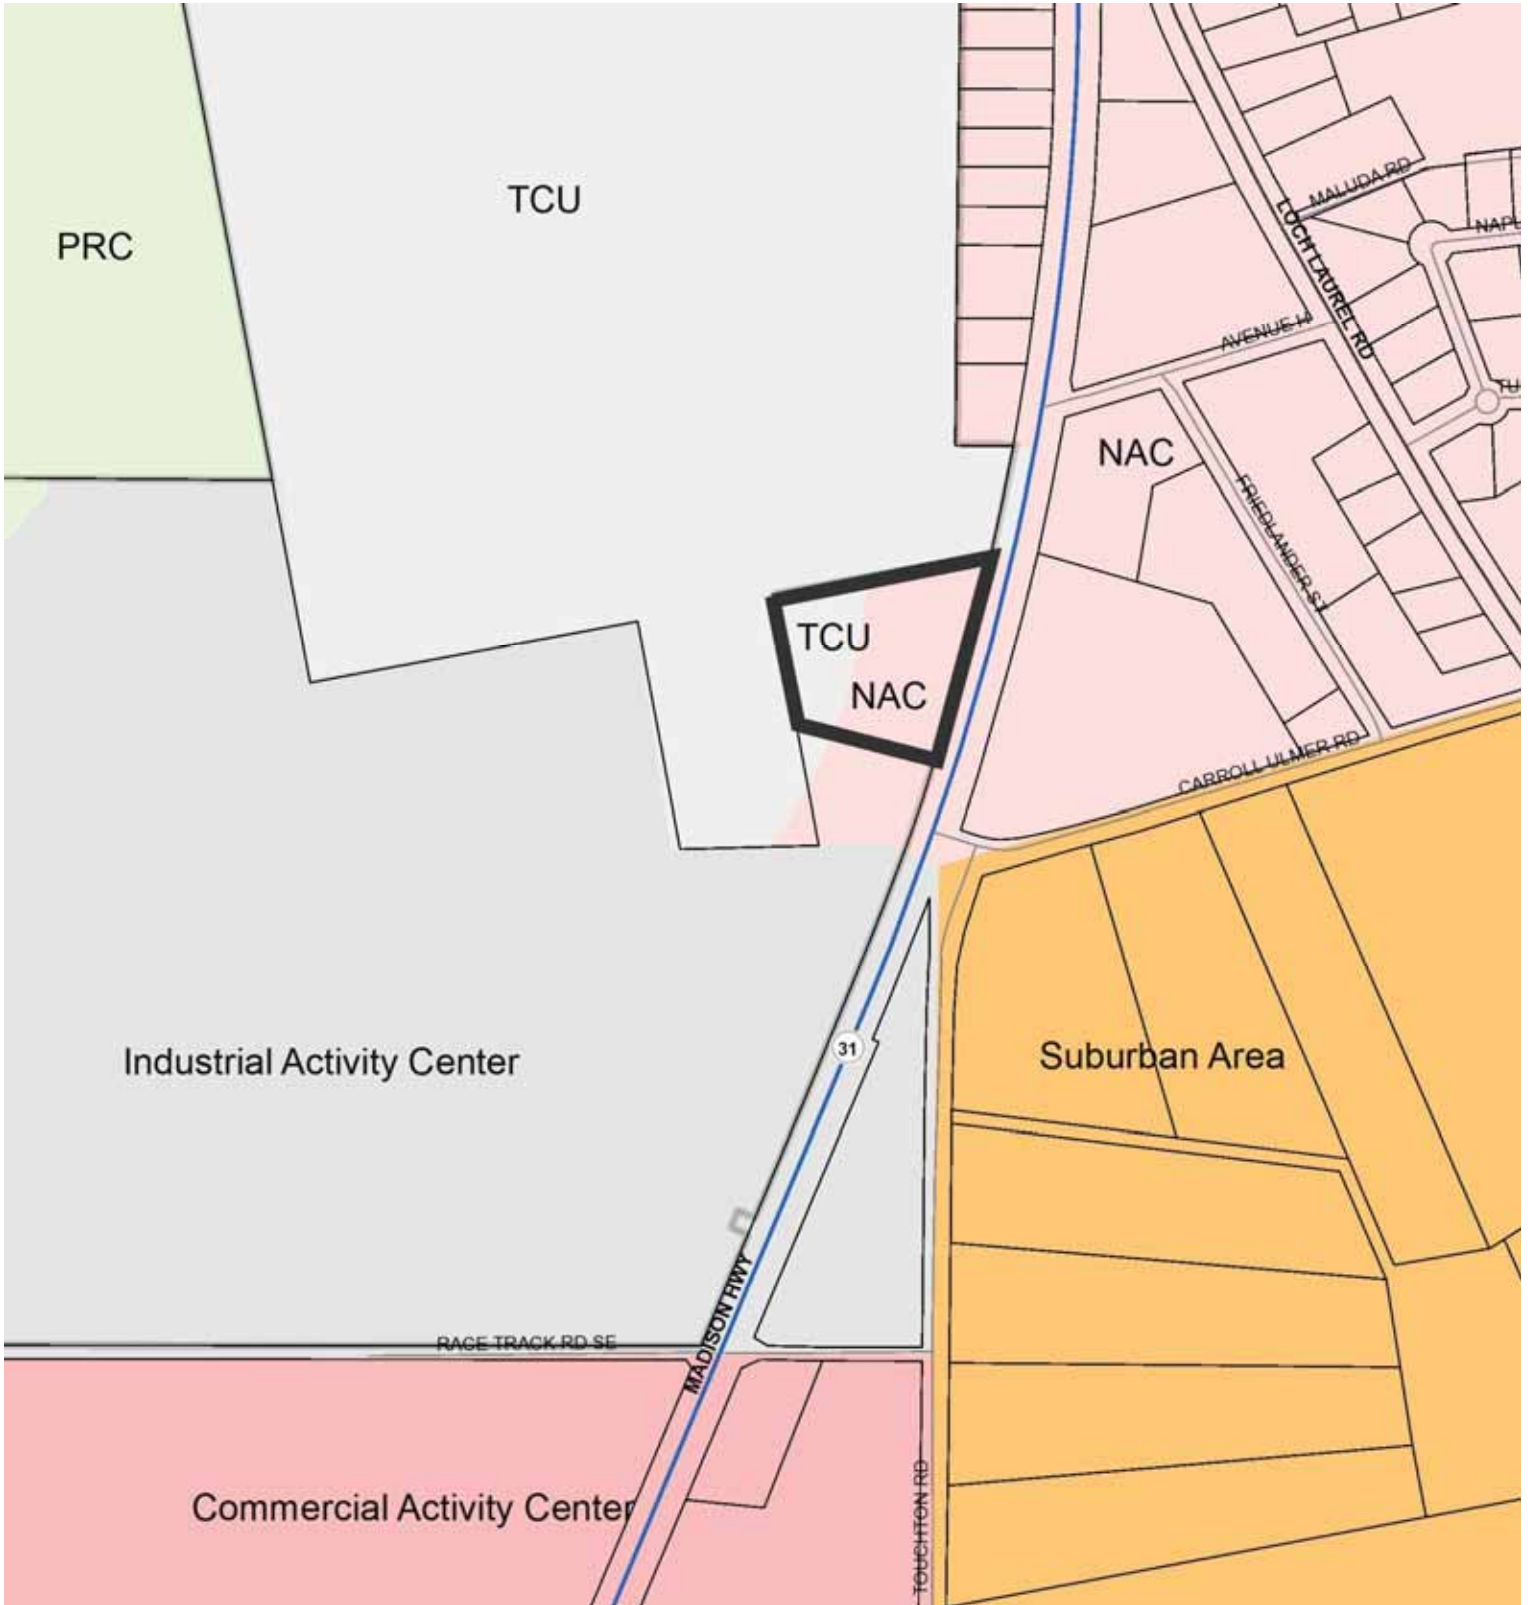 TCU
PRC
MALUDA RD
LOCH LAUREL RD
AVENUE H
NAC
FRIEDLANDER ST
TCU
NAC
CARROLL ULMER RD
31
Industrial Activity Center
Suburban Area
MADISON HWY
RACE TRACK RD SE
Commercial Activity Center
TOUCHTON RD